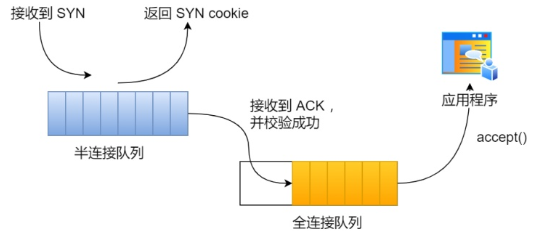 接收到 SYN
返回 SYN cookie
半连接队列
接收到 ACK，
并校验成功
全连接队列
应用程序
accept()